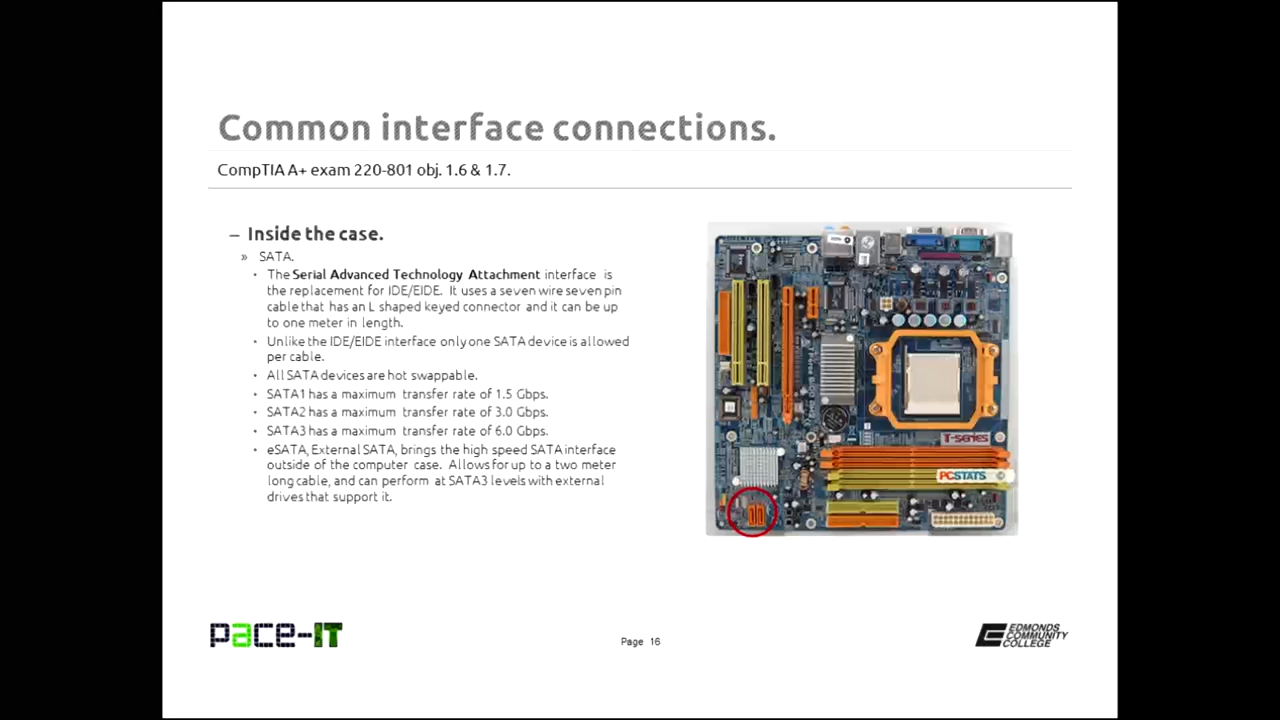 Common interface connections.
CompTIA A+ exam 220-801 obj. 1.6 & 1.7.
– Inside the case.
» SATA.
• The Serial Advanced Technology Attachment interface is
the replacement for IDE/EIDE. It uses a seven wire seven pin
cable that has an L shaped keyed connector and it can be up
to one meter in length.
• Unlike the IDE/EIDE interface only one SATA device is allowed
per cable.
• All SATA devices are hot swappable.
• SATA1 has a maximum transfer rate of 1.5 Gbps.
• SATA2 has a maximum transfer rate of 3.0 Gbps.
• SATA3 has a maximum transfer rate of 6.0 Gbps.
• eSATA, External SATA, brings the high speed SATA interface
outside of the computer case. Allows for up to a two meter
long cable, and can perform at SATA3 levels with external
drives that support it.
T-series
PCSTATS
pace-IT
Page 16
EDMONDS
COMMUNITY
COLLEGE